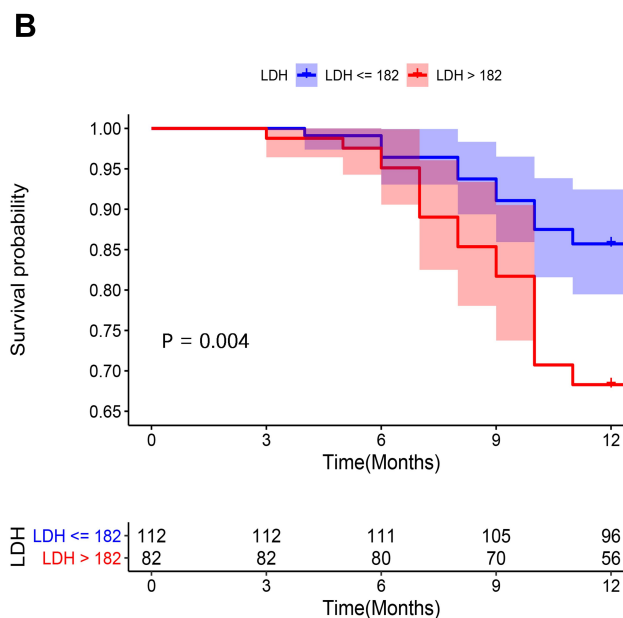 B
LDH LDH <= 182 LDH > 182
Survival probability
1.00
0.95
0.90
0.85
0.80
0.75
0.70
0.65
P = 0.004
0 3 6 9 12
Time(Months)
LDH
LDH <= 182 112 112 111 105 96
LDH > 182 82 82 80 70 56
0 3 6 9 12
Time(Months)